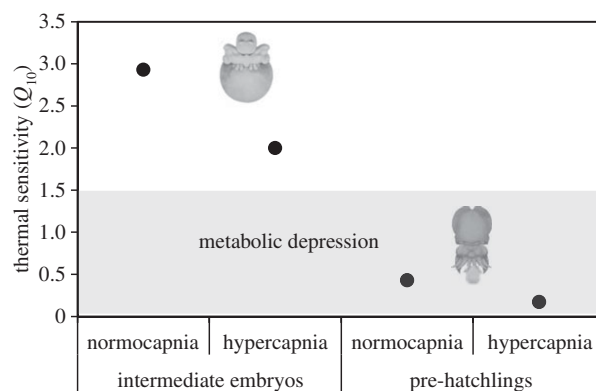 3.5
3.0
2.5
2.0
1.5
1.0
0.5
0
thermal sensitivity (Q10)
metabolic depression
normocapnia hypercapnia normocapnia hypercapnia
intermediate embryos pre-hatchlings